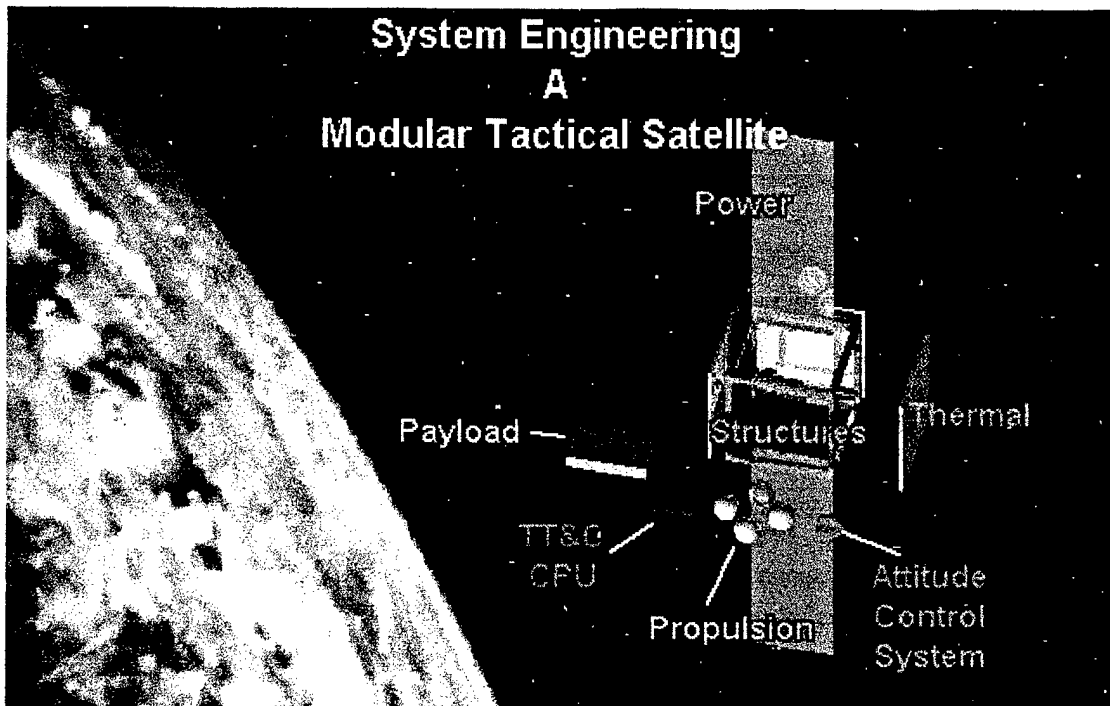 System Engineering
A
Modular Tactical Satellite
Power
Payload
Structures
Thermal
TT&C
CPU
Propulsion
Attitude
Control
System